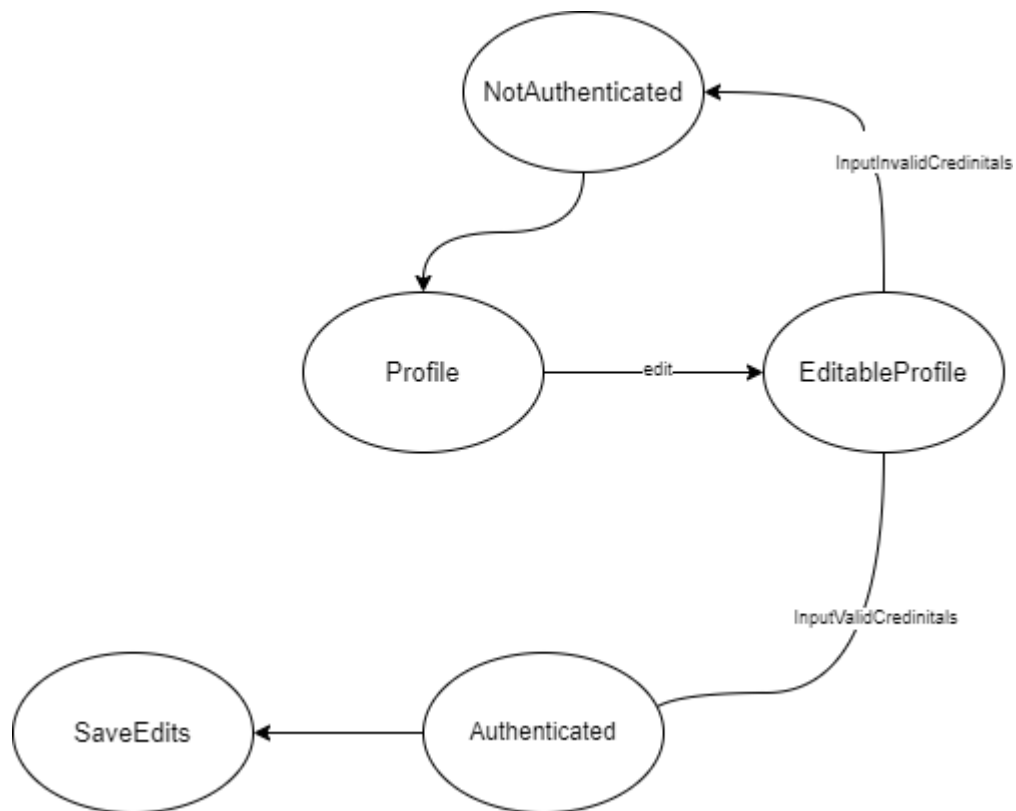 NotAuthenticated
InputInvalidCredinitals
Profile
edit
EditableProfile
InputValidCredinitals
SaveEdits
Authenticated